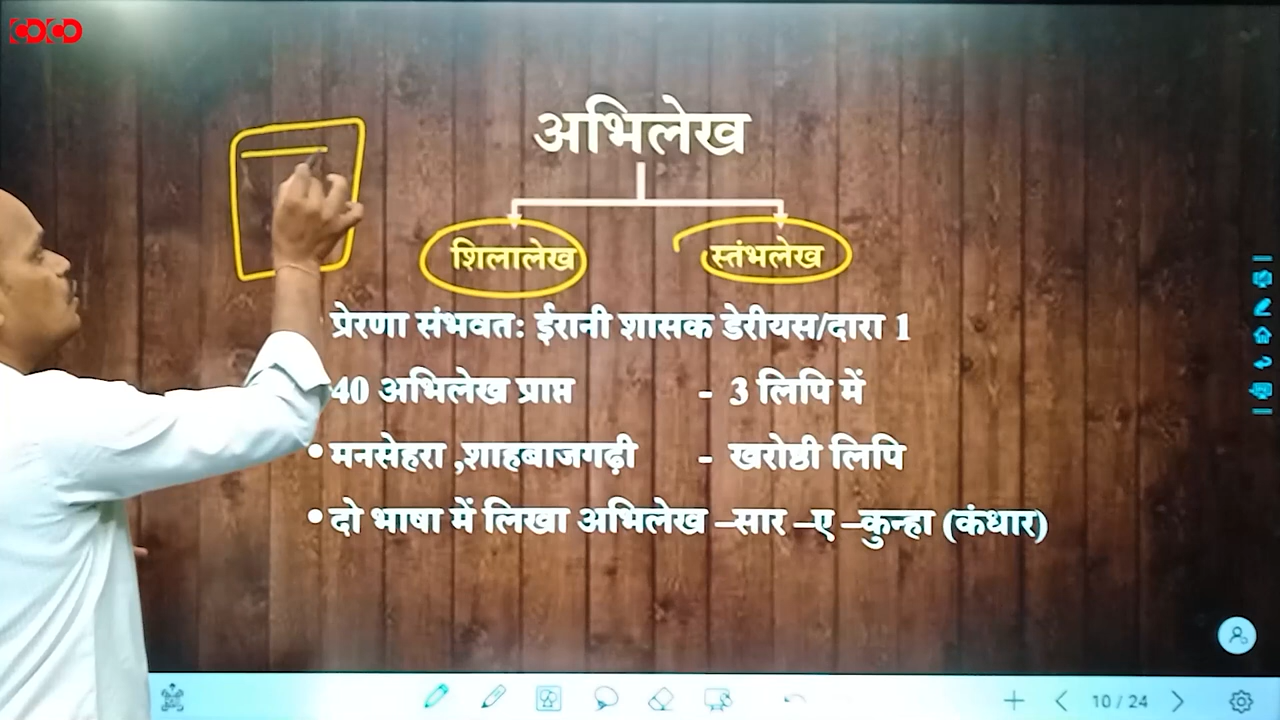 COCO
अभिलेख
शिलालेख स्तंभलेख
प्रेरणा संभवत: ईरानी शासक डेरीयस/दारा 1
40 अभिलेख प्राप्त - 3 लिपि में
• मनसेहरा ,शाहबाजगढ़ी - खरोष्ठी लिपि
• दो भाषा में लिखा अभिलेख –सार –ए –कुन्हा (कंधार)
10 / 24